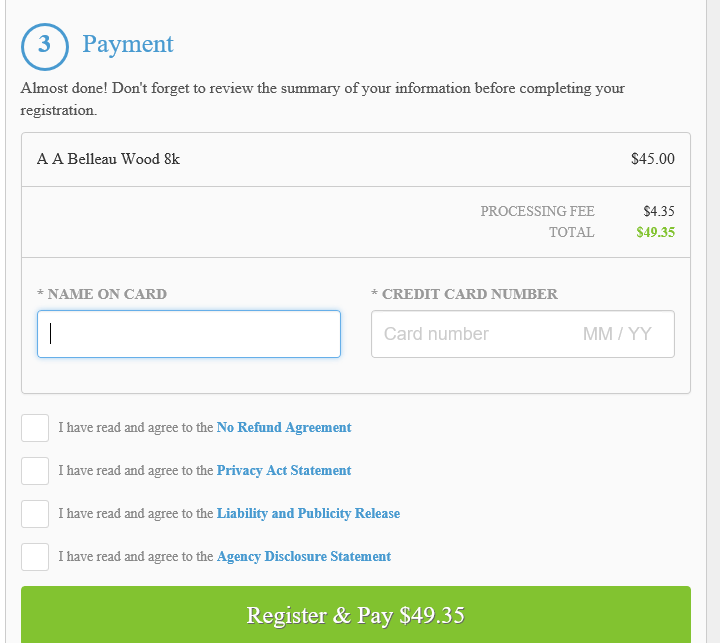 3 Payment
Almost done! Don't forget to review the summary of your information before completing your
registration.
A A Belleau Wood 8k $45.00
PROCESSING FEE $4.35
TOTAL $49.35
* NAME ON CARD * CREDIT CARD NUMBER
Card number MM / YY
I have read and agree to the No Refund Agreement
I have read and agree to the Privacy Act Statement
I have read and agree to the Liability and Publicity Release
I have read and agree to the Agency Disclosure Statement
Register & Pay $49.35